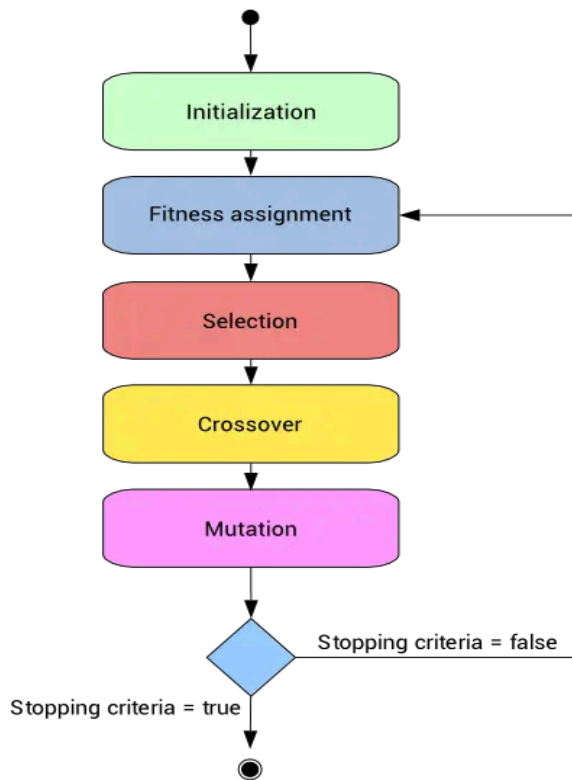 Initialization
Fitness assignment
Selection
Crossover
Mutation
Stopping criteria = false
Stopping criteria = true